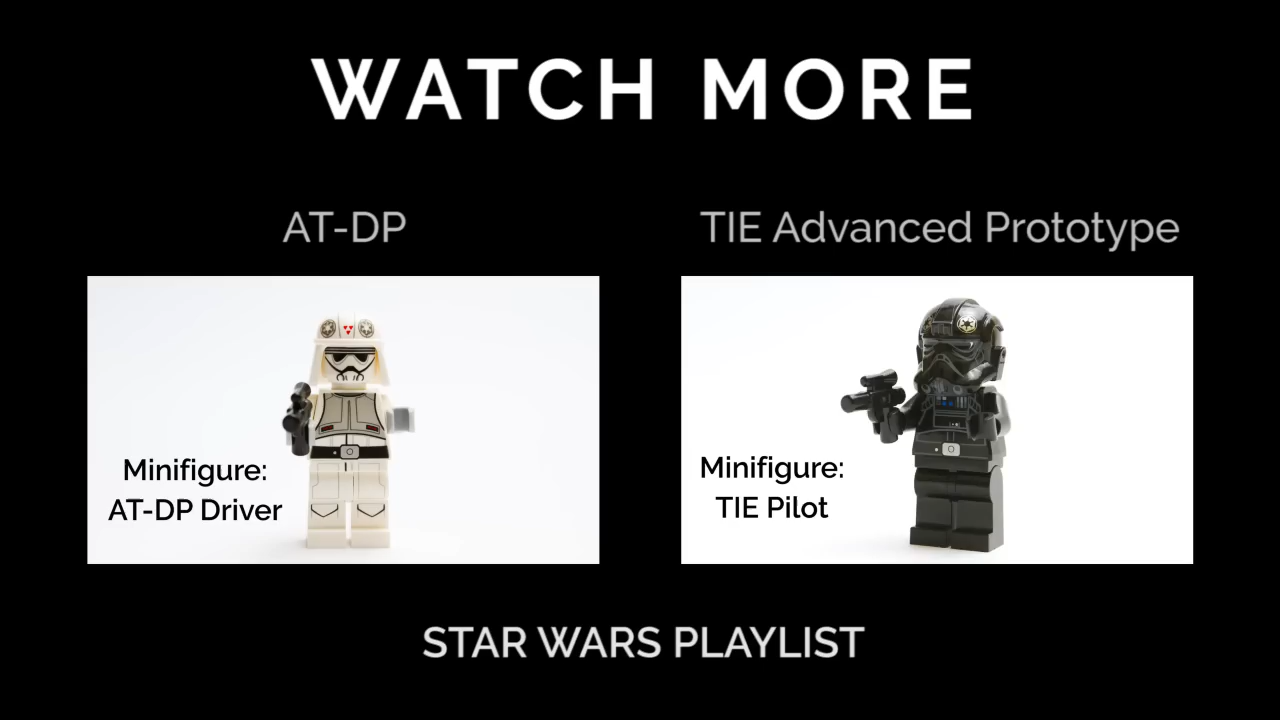 WATCH MORE
AT-DP
TIE Advanced Prototype
Minifigure:
AT-DP Driver
Minifigure:
TIE Pilot
STAR WARS PLAYLIST